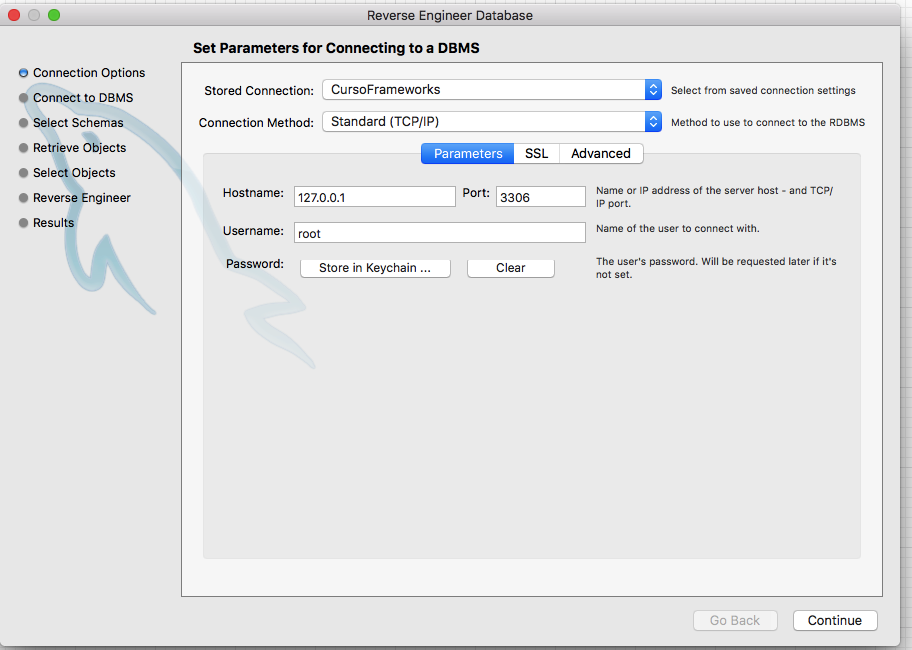 Reverse Engineer Database
Set Parameters for Connecting to a DBMS
Connection Options
Connect to DBMS
Select Schemas
Retrieve Objects
Select Objects
Reverse Engineer
Results
Stored Connection: CursoFrameworks Select from saved connection settings
Connection Method: Standard (TCP/IP) Method to use to connect to the RDBMS
Parameters SSL Advanced
Hostname: 127.0.0.1 Port: 3306 Name or IP address of the server host - and TCP/
IP port.
Username: root Name of the user to connect with.
Password: Store in Keychain ... Clear The user's password. Will be requested later if it's
not set.
Go Back Continue